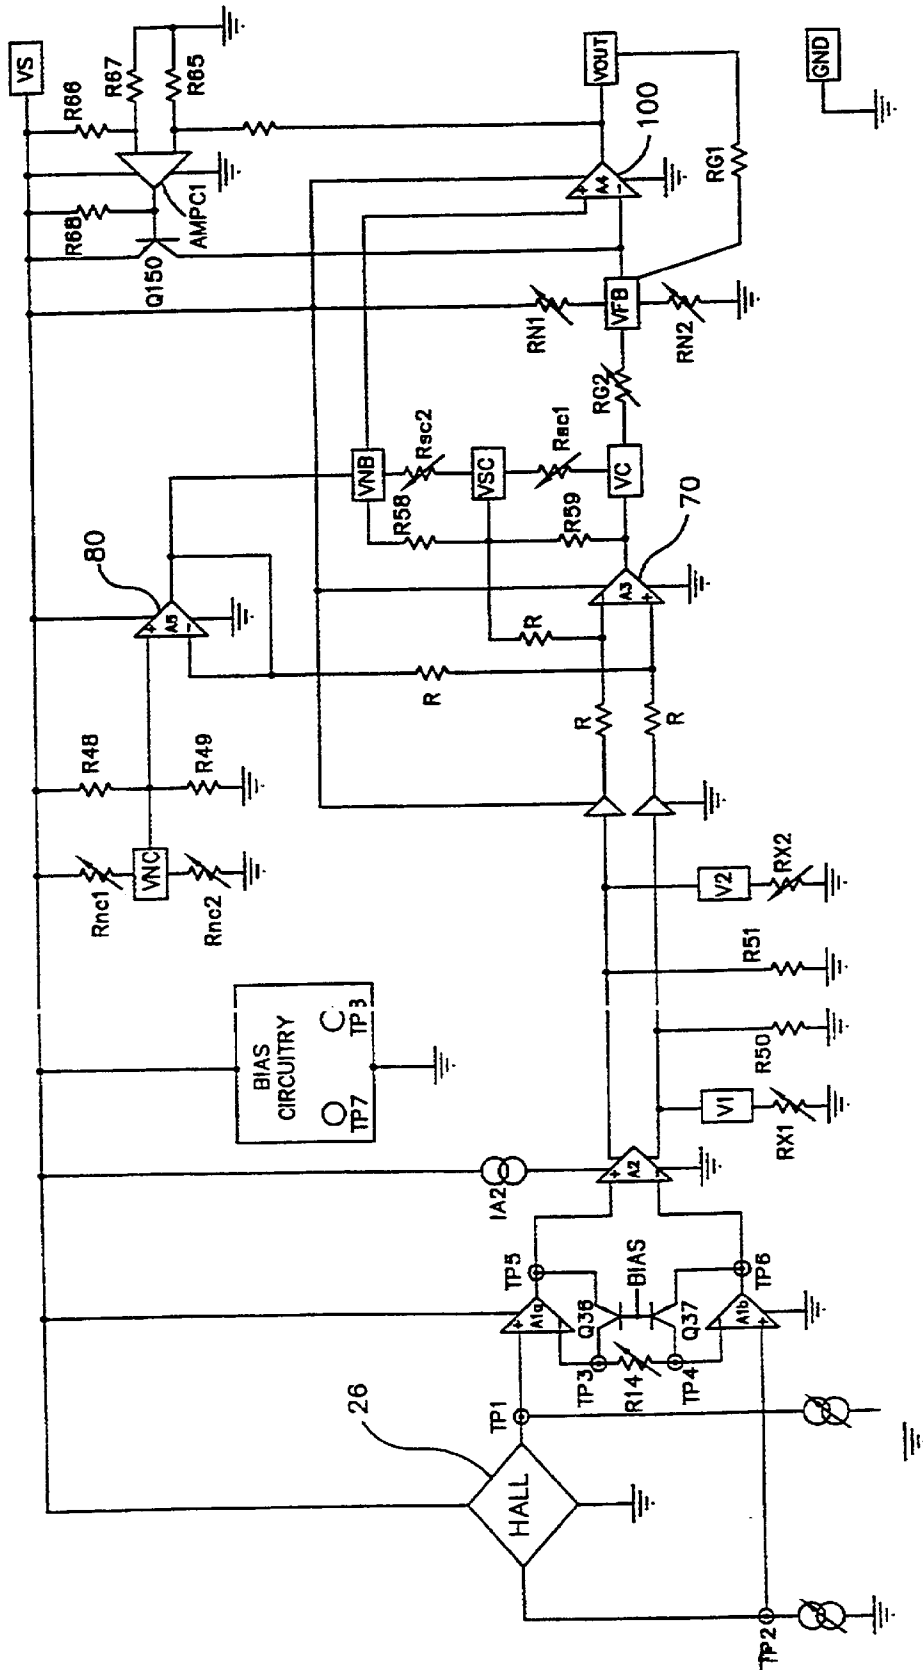 VS
R66
R67
R65
R68
AMPC1
Q150
VOUT
GND
+
A4
-
100
RG1
RN1
VFB
RN2
RG2
VNB
Rsc2
VSC
Rsc1
VC
R58
R59
80
+
A5
-
-
A3
+
70
R
R
R
R
R48
R49
Rnc1
VNC
Rnc2
V2
RX2
R51
R50
V1
RX1
BIAS
CIRCUITRY
TP7
TP8
IA2
+
A2
-
TP5
TP6
BIAS
+
A1a
-
Q36
Q37
-
A1b
+
TP3
R14
TP4
TP1
26
HALL
TP2